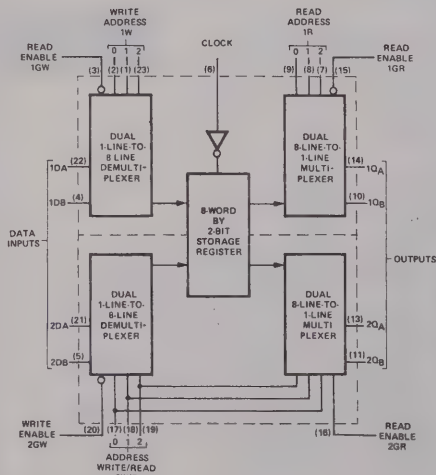 WRITE
ADDRESS
1W
0 1 2
READ
ADDRESS
1R
0 1 2
READ
ENABLE
1GW
CLOCK
READ
ENABLE
1GR
(3)
(2)
(1)
(23)
(6)
(9)
(8)
(7)
(15)
DUAL
1-LINE-TO-
8-LINE
DEMULTI-
PLEXER
DUAL
8-LINE-TO-
1-LINE
MULTI-
PLEXER
1DA (22)
1DB (4)
(14) 1QA
(10) 1QB
8-WORD
BY
2-BIT
STORAGE
REGISTER
DATA
INPUTS
OUTPUTS
DUAL
1-LINE-TO-
8-LINE
DEMULTI-
PLEXER
DUAL
8-LINE-TO-
1-LINE
MULTI
PLEXER
2DA (21)
2DB (5)
(13) 2QA
(11) 2QB
WRITE
ENABLE
2GW
(20)
(17)
(18)
(19)
0 1 2
ADDRESS
WRITE/READ
(16)
READ
ENABLE
2GR